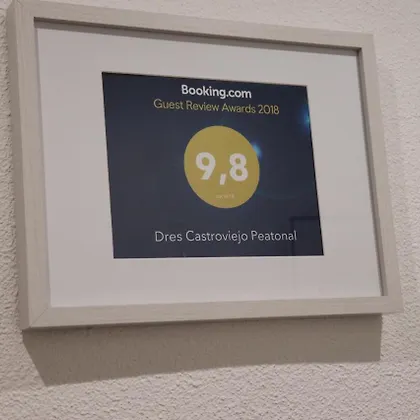 Booking.com
Guest Review Awards 2018
9,8
Dres Castroviejo Peatonal